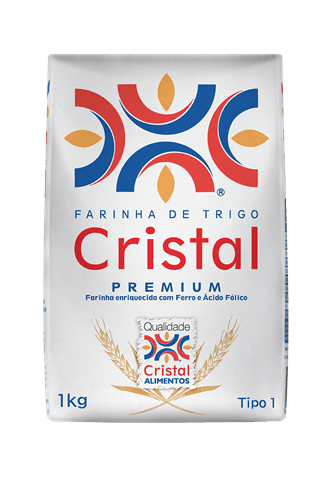 ®
FARINHA DE TRIGO
Cristal
PREMIUM
Farinha enriquecida com Ferro e Ácido Fólico
Qualidade
Cristal
ALIMENTOS
1kg
Tipo 1